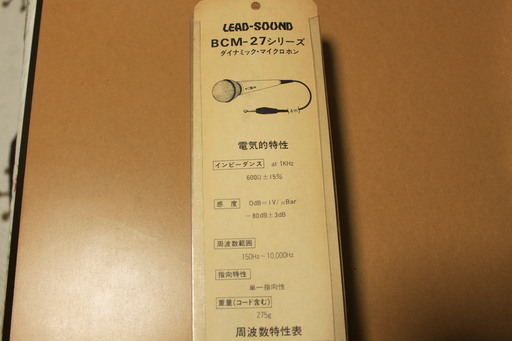 LEAD-SOUND
BCM-27シリーズ
ダイナミック・マイクロホン
電気的特性
インピーダンス at 1KHz
600Ω±15%
感度 0dB=1V/μBar
-80dB±3dB
周波数範囲
150Hz~10,000Hz
指向特性
単一指向性
重量(コード含む)
275g
周波数特性表